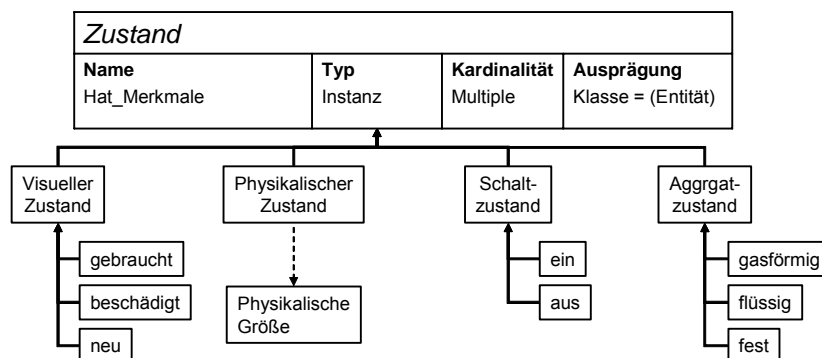 Zustand
Name Typ Kardinalität Ausprägung
Hat_Merkmale Instanz Multiple Klasse = (Entität)
Visueller
Zustand
Physikalischer
Zustand
Schalt-
zustand
Aggrgat-
zustand
gebraucht
beschädigt
neu
Physikalische
Größe
ein
aus
gasförmig
flüssig
fest